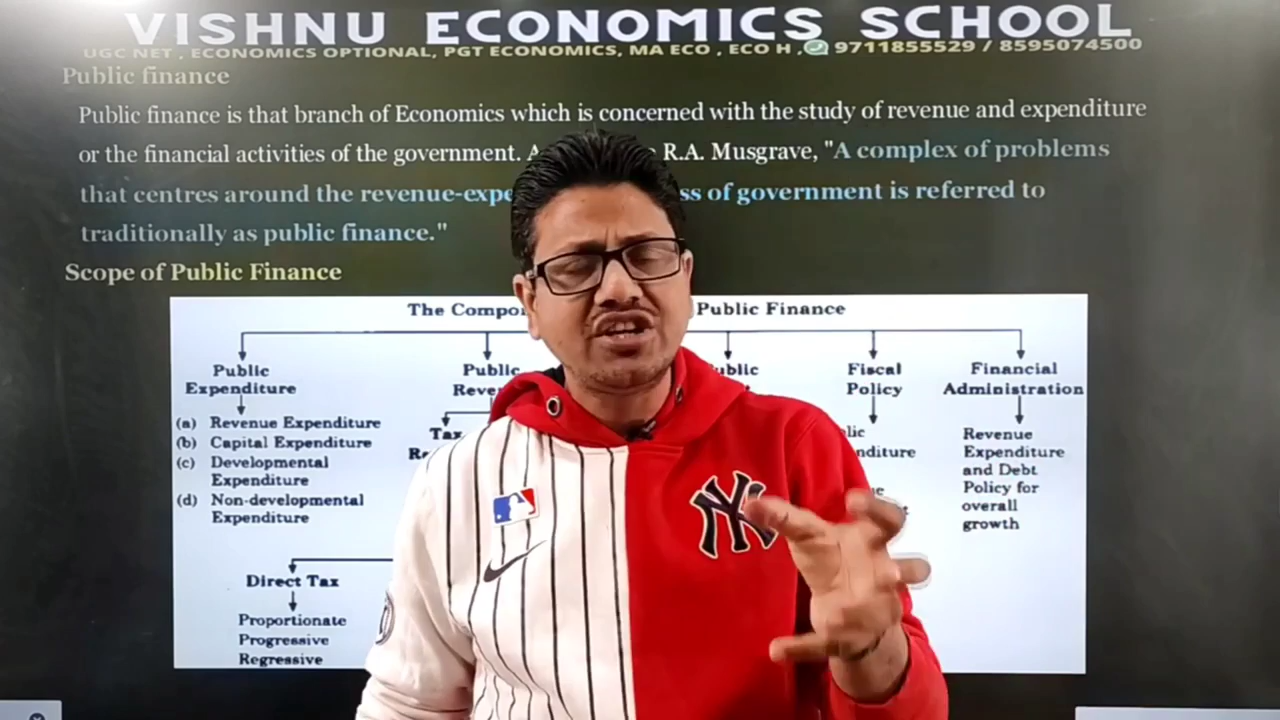 VISHNU ECONOMICS SCHOOL
UGC NET , ECONOMICS OPTIONAL, PGT ECONOMICS, MA ECO , ECO H , 9711855529 / 8595074500
Public finance
Public finance is that branch of Economics which is concerned with the study of revenue and expenditure
or the financial activities of the government. R.A. Musgrave, "A complex of problems
that centres around the of government is referred to
traditionally as public finance."
Scope of Public Finance
The Public Finance
Public Expenditure
(a) Revenue Expenditure
(b) Capital Expenditure
(c) Developmental
Expenditure
(d) Non-developmental
Expenditure
Public
Tax
Fiscal
Policy
Financial
Administration
Revenue
Expenditure
and Debt
Policy for
overall
growth
Direct Tax
Proportionate
Progressive
Regressive
NY